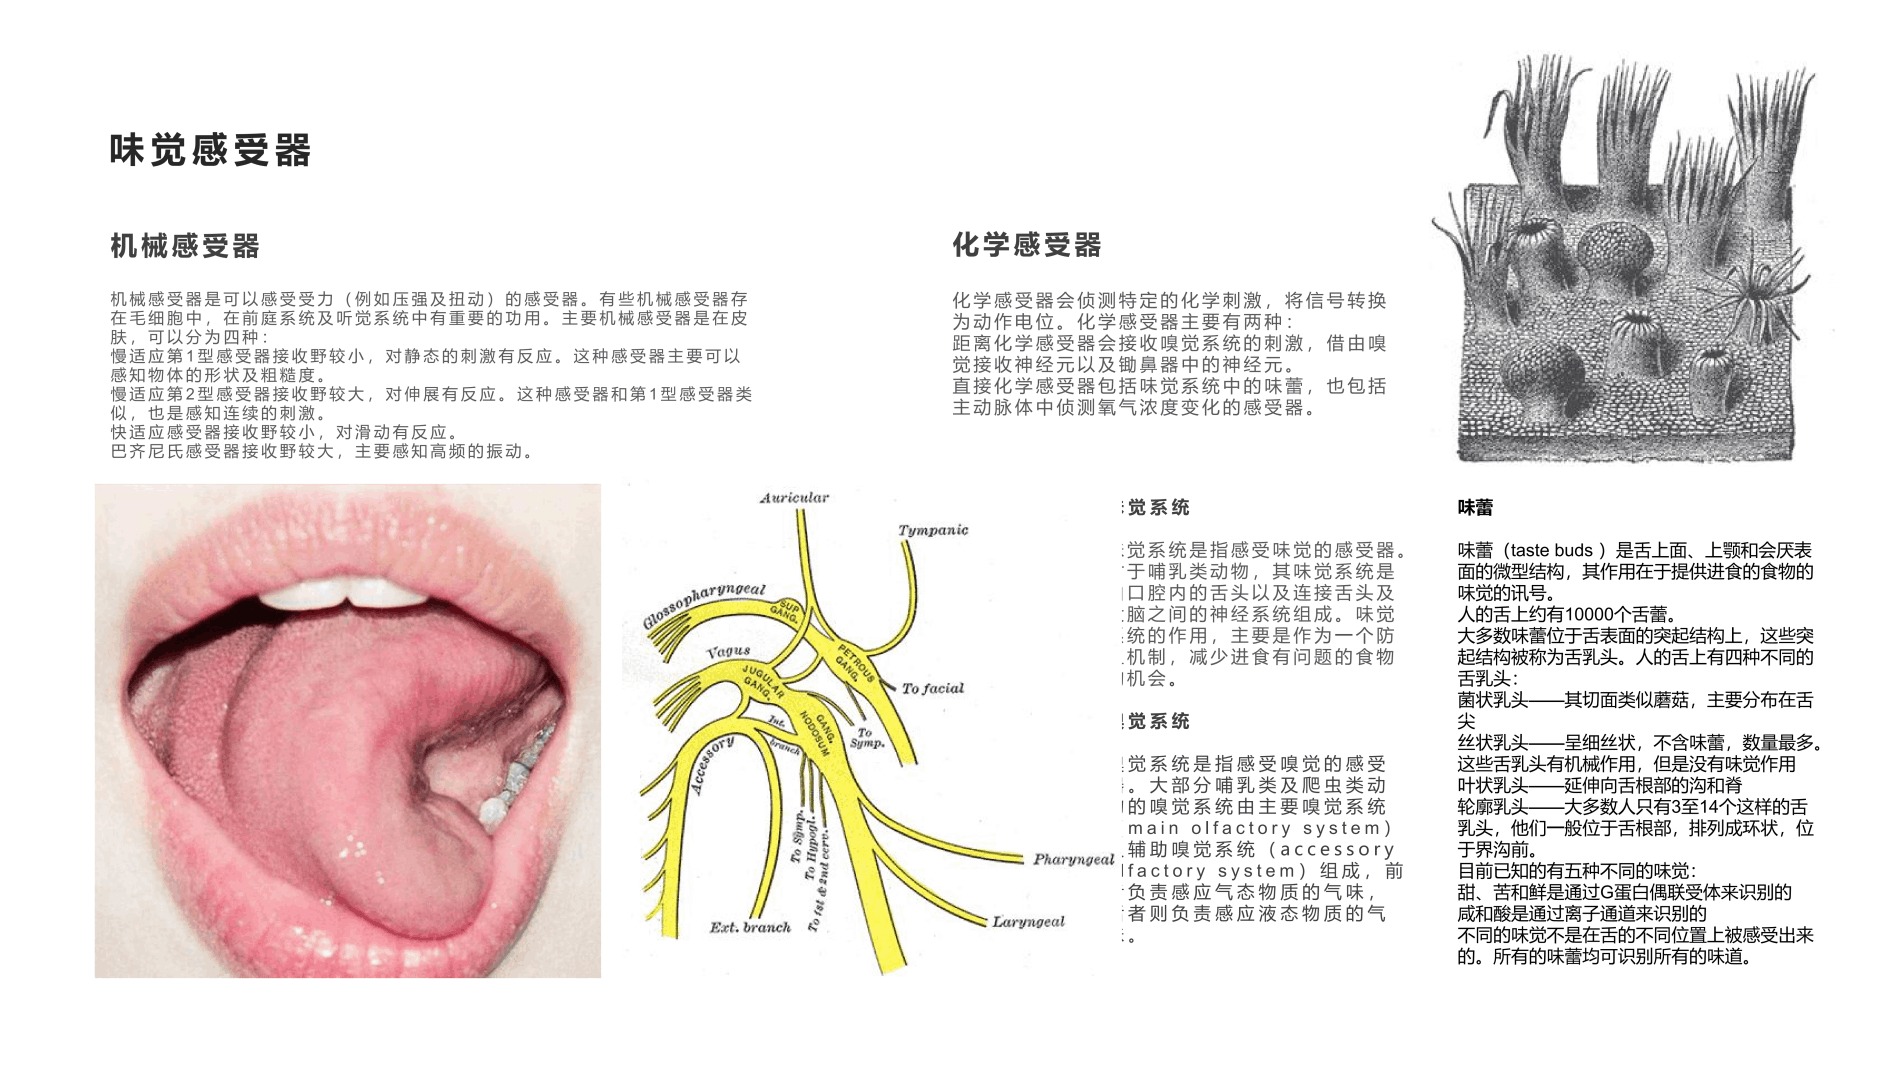 味觉感受器
机械感受器
机械感受器是可以感受受力（例如压强及扭动）的感受器。有些机械感受器存
在毛细胞中，在前庭系统及听觉系统中有重要的功用。主要机械感受器是在皮
肤，可以分为四种：
慢适应第1型感受器接收野较小，对静态的刺激有反应。这种感受器主要可以
感知物体的形状及粗糙度。
慢适应第2型感受器接收野较大，对伸展有反应。这种感受器和第1型感受器类
似，也是感知连续的刺激。
快适应感受器接收野较小，对滑动有反应。
巴齐尼氏感受器接收野较大，主要感知高频的振动。
化学感受器
化学感受器会侦测特定的化学刺激，将信号转换
为动作电位。化学感受器主要有两种：
距离化学感受器会接收嗅觉系统的刺激，借由嗅
觉接收神经元以及锄鼻器中的神经元。
直接化学感受器包括味觉系统中的味蕾，也包括
主动脉体中侦测氧气浓度变化的感受器。
Auricular
Tympanic
Glossopharyngeal
SUP
GANG.
PETROUS
GANG.
Vagus
JUGULAR
GANG.
To facial
GANG.
NODOSUM
To
Symp.
Int.
branch
Accessory
To Symp.
To Hypogl.
To 1st & 2nd cerv.
Pharyngeal
Laryngeal
Ext. branch
觉系统
觉系统是指感受味觉的感受器。
于哺乳类动物，其味觉系统是
口腔内的舌头以及连接舌头及
脑之间的神经系统组成。味觉
统的作用，主要是作为一个防
机制，减少进食有问题的食物
机会。
觉系统
觉系统是指感受嗅觉的感受
。大部分哺乳类及爬虫类动
的嗅觉系统由主要嗅觉系统
main olfactory system）
辅助嗅觉系统（accessory
lfactory system）组成，前
负责感应气态物质的气味，
者则负责感应液态物质的气
。
味蕾
味蕾（taste buds ）是舌上面、上颚和会厌表
面的微型结构，其作用在于提供进食的食物的
味觉的讯号。
人的舌上约有10000个舌蕾。
大多数味蕾位于舌表面的突起结构上，这些突
起结构被称为舌乳头。人的舌上有四种不同的
舌乳头：
菌状乳头——其切面类似蘑菇，主要分布在舌
尖
丝状乳头——呈细丝状，不含味蕾，数量最多。
这些舌乳头有机械作用，但是没有味觉作用
叶状乳头——延伸向舌根部的沟和脊
轮廓乳头——大多数人只有3至14个这样的舌
乳头，他们一般位于舌根部，排列成环状，位
于界沟前。
目前已知的有五种不同的味觉：
甜、苦和鲜是通过G蛋白偶联受体来识别的
咸和酸是通过离子通道来识别的
不同的味觉不是在舌的不同位置上被感受出来
的。所有的味蕾均可识别所有的味道。